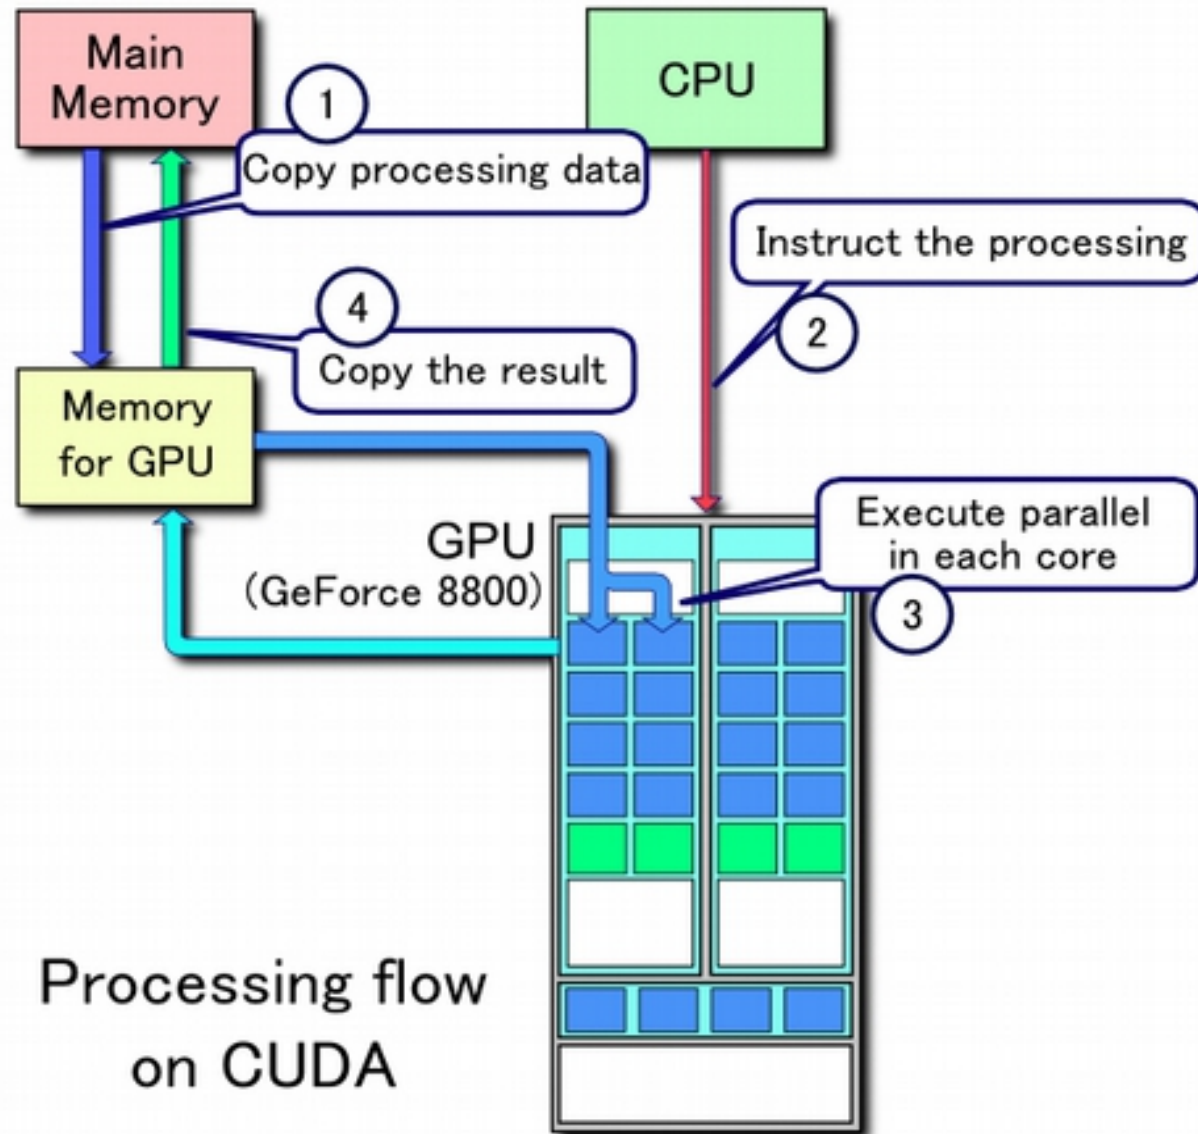 Main
Memory
CPU
1
Copy processing data
Instruct the processing
2
4
Copy the result
Memory
for GPU
GPU
(GeForce 8800)
Execute parallel
in each core
3
Processing flow
on CUDA